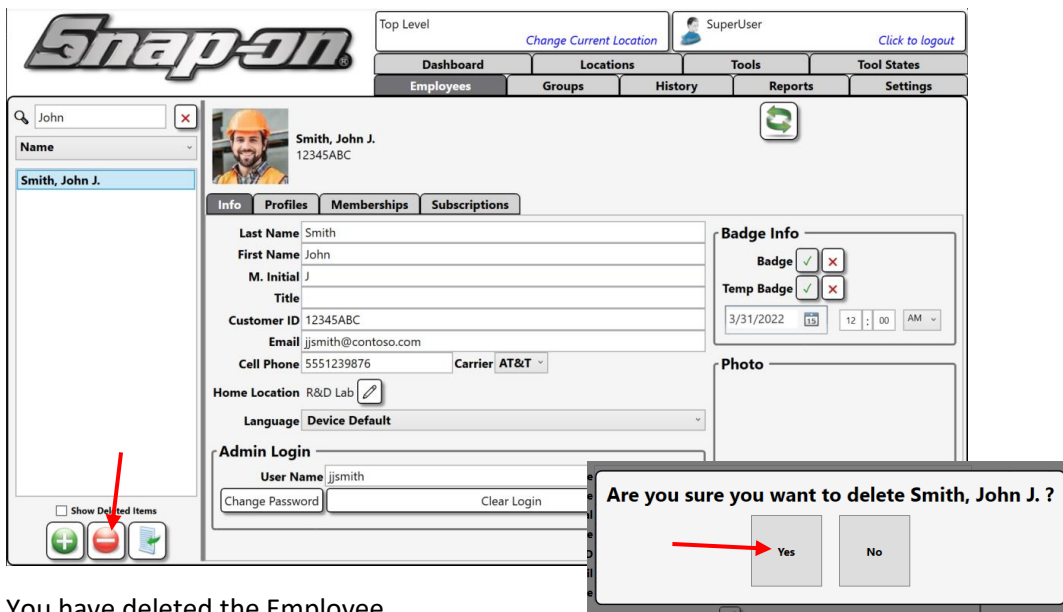 Snap-on®
Top Level
Change Current Location
SuperUser
Click to logout
Dashboard Locations Tools Tool States
Employees Groups History Reports Settings
John
Name
Smith, John J.
Smith, John J.
12345ABC
Info Profiles Memberships Subscriptions
Last Name Smith
First Name John
M. Initial J
Title
Customer ID 12345ABC
Email jjsmith@contoso.com
Cell Phone 5551239876 Carrier AT&T
Home Location R&D Lab
Language Device Default
Admin Login
User Name jjsmith
Change Password Clear Login
Badge Info
Badge ✓ ×
Temp Badge ✓ ×
3/31/2022 15 12 : 00 AM
Photo
Show Deleted Items
Are you sure you want to delete Smith, John J. ?
Yes No
You have deleted the Employee